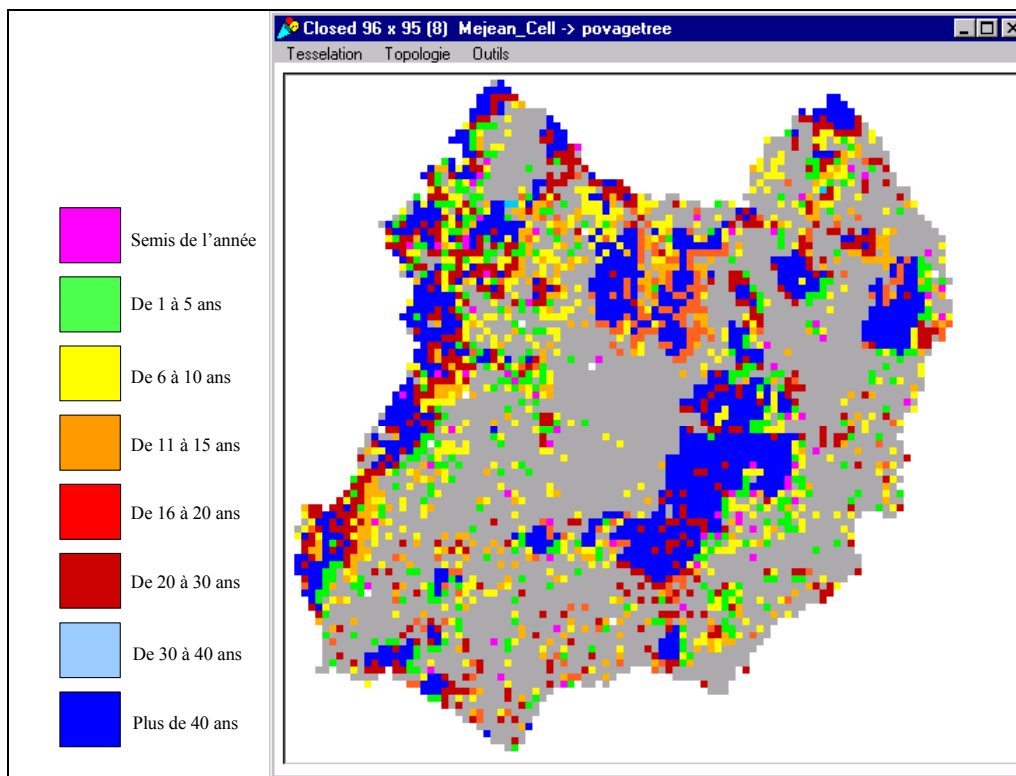 Closed 96 x 95 (8) Mejean_Cell -> povagetree
Tesselation Topologie Outils
Semis de l'année
De 1 à 5 ans
De 6 à 10 ans
De 11 à 15 ans
De 16 à 20 ans
De 20 à 30 ans
De 30 à 40 ans
Plus de 40 ans